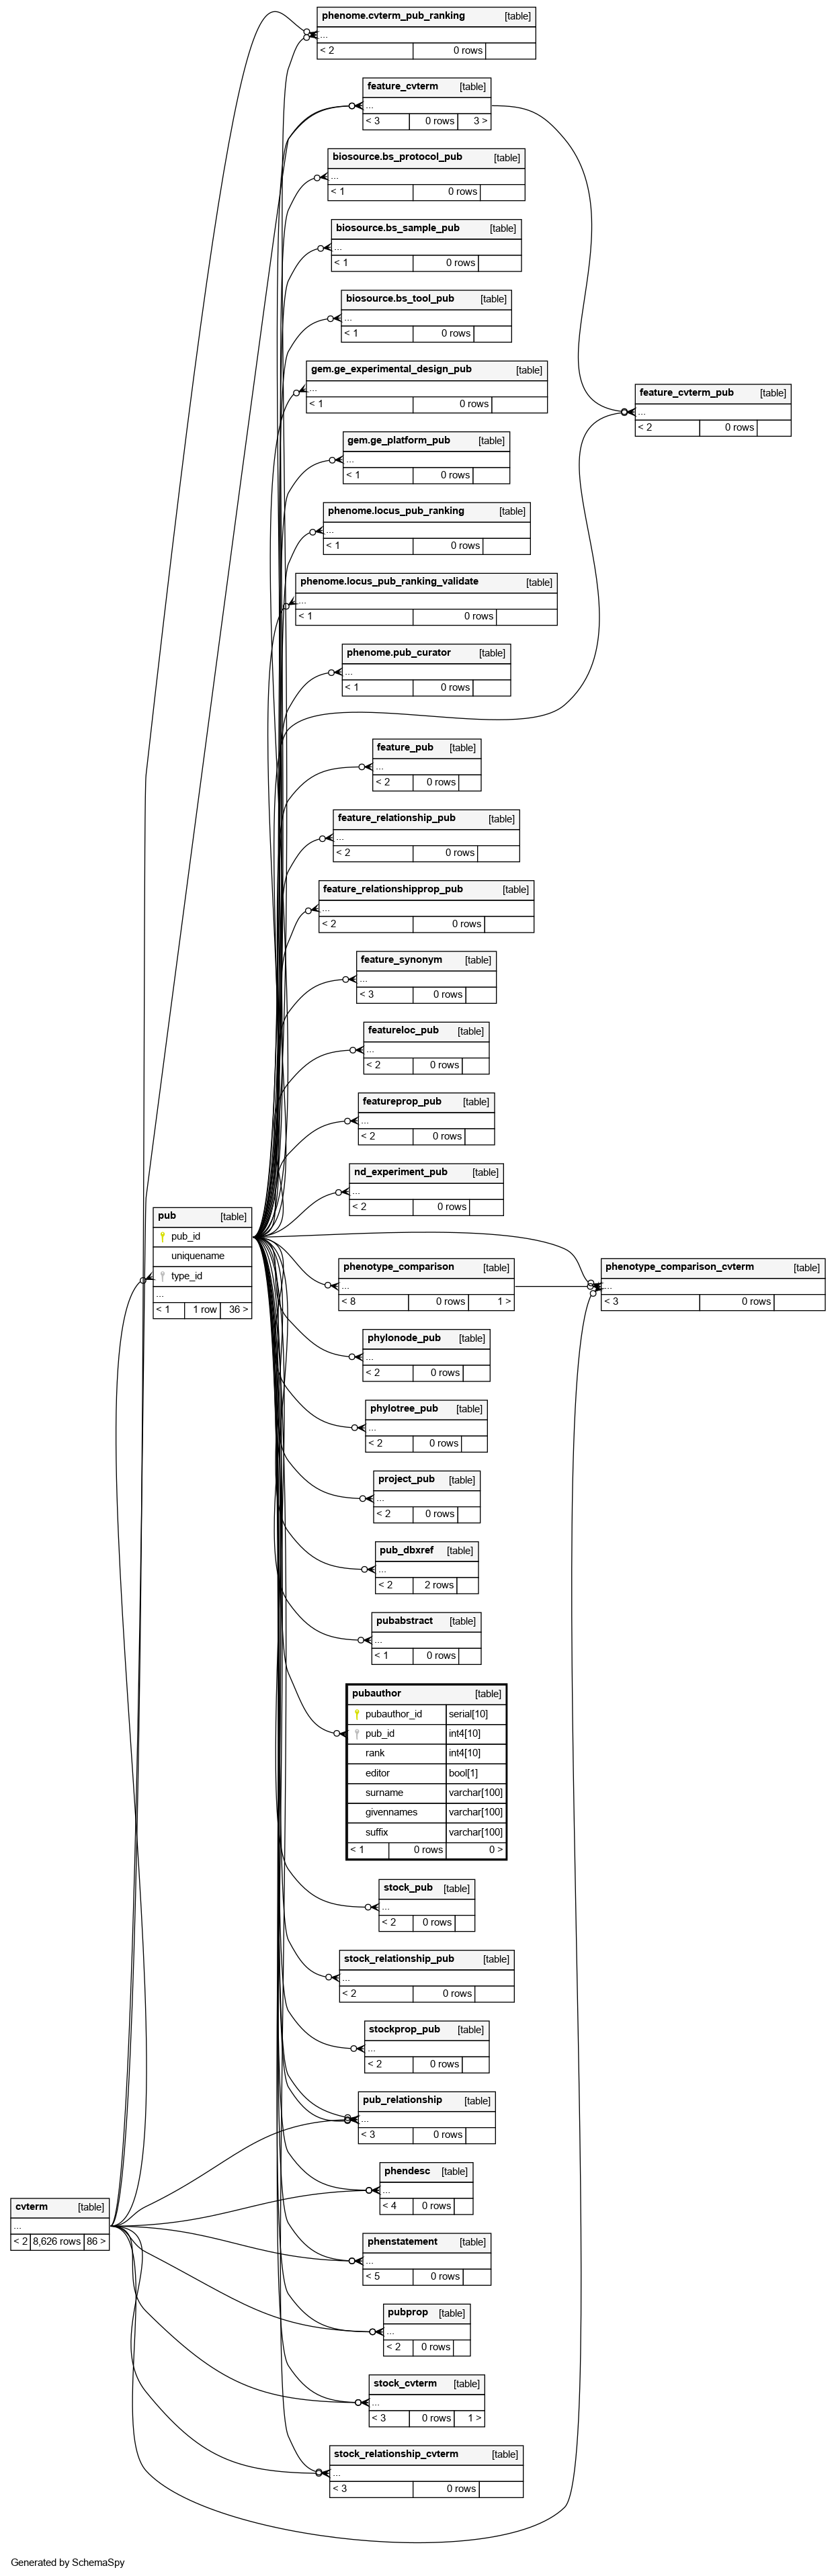 phenome.cvterm_pub_ranking [table]
...
< 2 0 rows
feature_cvterm [table]
...
< 3 0 rows 3 >
biosource.bs_protocol_pub [table]
...
< 1 0 rows
biosource.bs_sample_pub [table]
...
< 1 0 rows
biosource.bs_tool_pub [table]
...
< 1 0 rows
gem.ge_experimental_design_pub [table]
...
< 1 0 rows
feature_cvterm_pub [table]
...
< 2 0 rows
gem.ge_platform_pub [table]
...
< 1 0 rows
phenome.locus_pub_ranking [table]
...
< 1 0 rows
phenome.locus_pub_ranking_validate [table]
...
< 1 0 rows
phenome.pub_curator [table]
...
< 1 0 rows
feature_pub [table]
...
< 2 0 rows
feature_relationship_pub [table]
...
< 2 0 rows
feature_relationshipprop_pub [table]
...
< 2 0 rows
feature_synonym [table]
...
< 3 0 rows
featureloc_pub [table]
...
< 2 0 rows
featureprop_pub [table]
...
< 2 0 rows
nd_experiment_pub [table]
...
< 2 0 rows
pub [table]
pub_id
uniquename
type_id
...
< 1 1 row 36 >
phenotype_comparison [table]
...
< 8 0 rows 1 >
phenotype_comparison_cvterm [table]
...
< 3 0 rows
phylonode_pub [table]
...
< 2 0 rows
phylotree_pub [table]
...
< 2 0 rows
project_pub [table]
...
< 2 0 rows
pub_dbxref [table]
...
< 2 2 rows
pubabstract [table]
...
< 1 0 rows
pubauthor [table]
pubauthor_id serial[10]
pub_id int4[10]
rank int4[10]
editor bool[1]
surname varchar[100]
givennames varchar[100]
suffix varchar[100]
< 1 0 rows 0 >
stock_pub [table]
...
< 2 0 rows
stock_relationship_pub [table]
...
< 2 0 rows
stockprop_pub [table]
...
< 2 0 rows
pub_relationship [table]
...
< 3 0 rows
phendesc [table]
...
< 4 0 rows
cvterm [table]
...
< 2 8,626 rows 86 >
phenstatement [table]
...
< 5 0 rows
pubprop [table]
...
< 2 0 rows
stock_cvterm [table]
...
< 3 0 rows 1 >
stock_relationship_cvterm [table]
...
< 3 0 rows
Generated by SchemaSpy